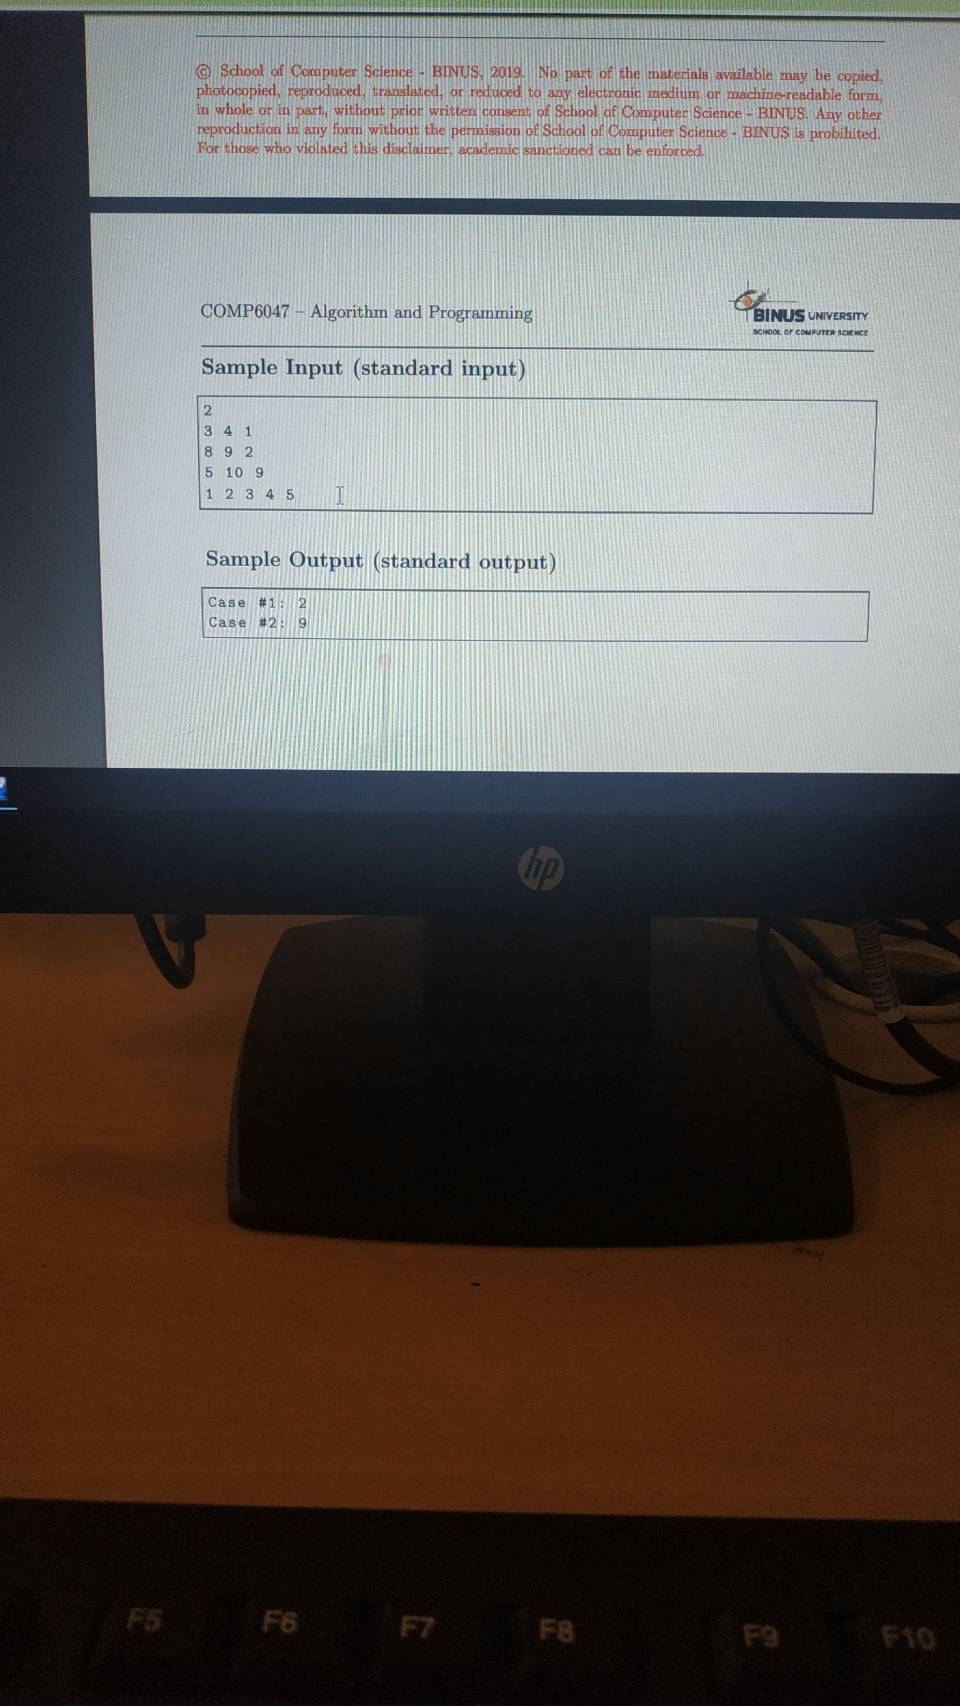 © School of Computer Science - BINUS, 2019. No part of the materials available may be copied,
photocopied, reproduced, translated, or reduced to any electronic medium or machine-readable form,
in whole or in part, without prior written consent of School of Computer Science - BINUS. Any other
reproduction in any form without the permission of School of Computer Science - BINUS is probihited.
For those who violated this disclaimer, academic sanctioned can be enforced.
COMP6047 – Algorithm and Programming
BINUS UNIVERSITY
SCHOOL OF COMPUTER SCIENCE
Sample Input (standard input)
2
3 4 1
8 9 2
5 10 9
1 2 3 4 5
Sample Output (standard output)
Case #1: 2
Case #2: 9
hp
F5 F6 F7 F8 F9 F10